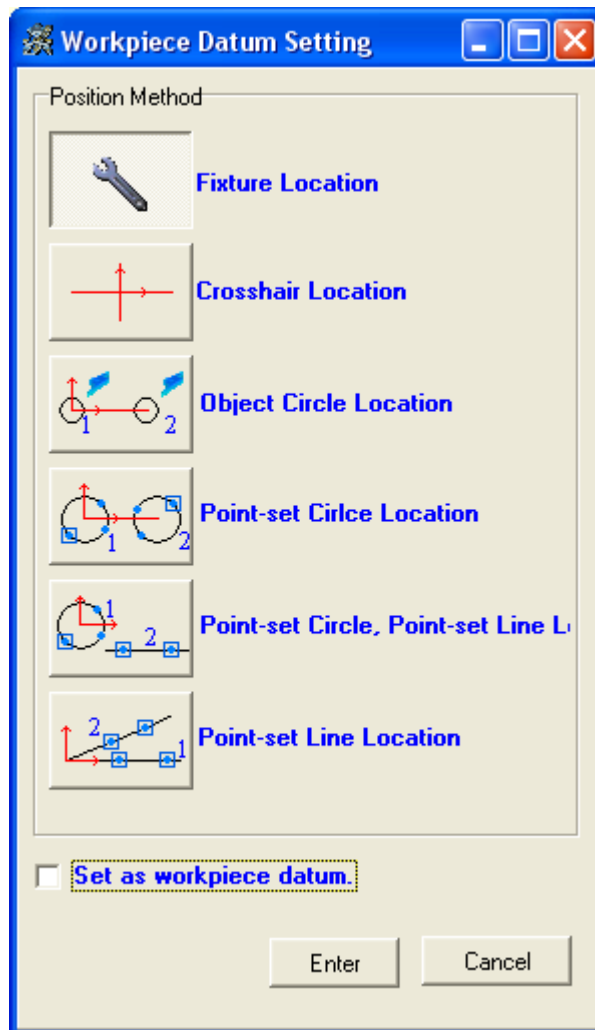 Workpiece Datum Setting
Position Method
Fixture Location
Crosshair Location
1 2
Object Circle Location
1 2
Point-set Cirlce Location
1 2
Point-set Circle, Point-set Line L
2 1
Point-set Line Location
Set as workpiece datum.
Enter Cancel